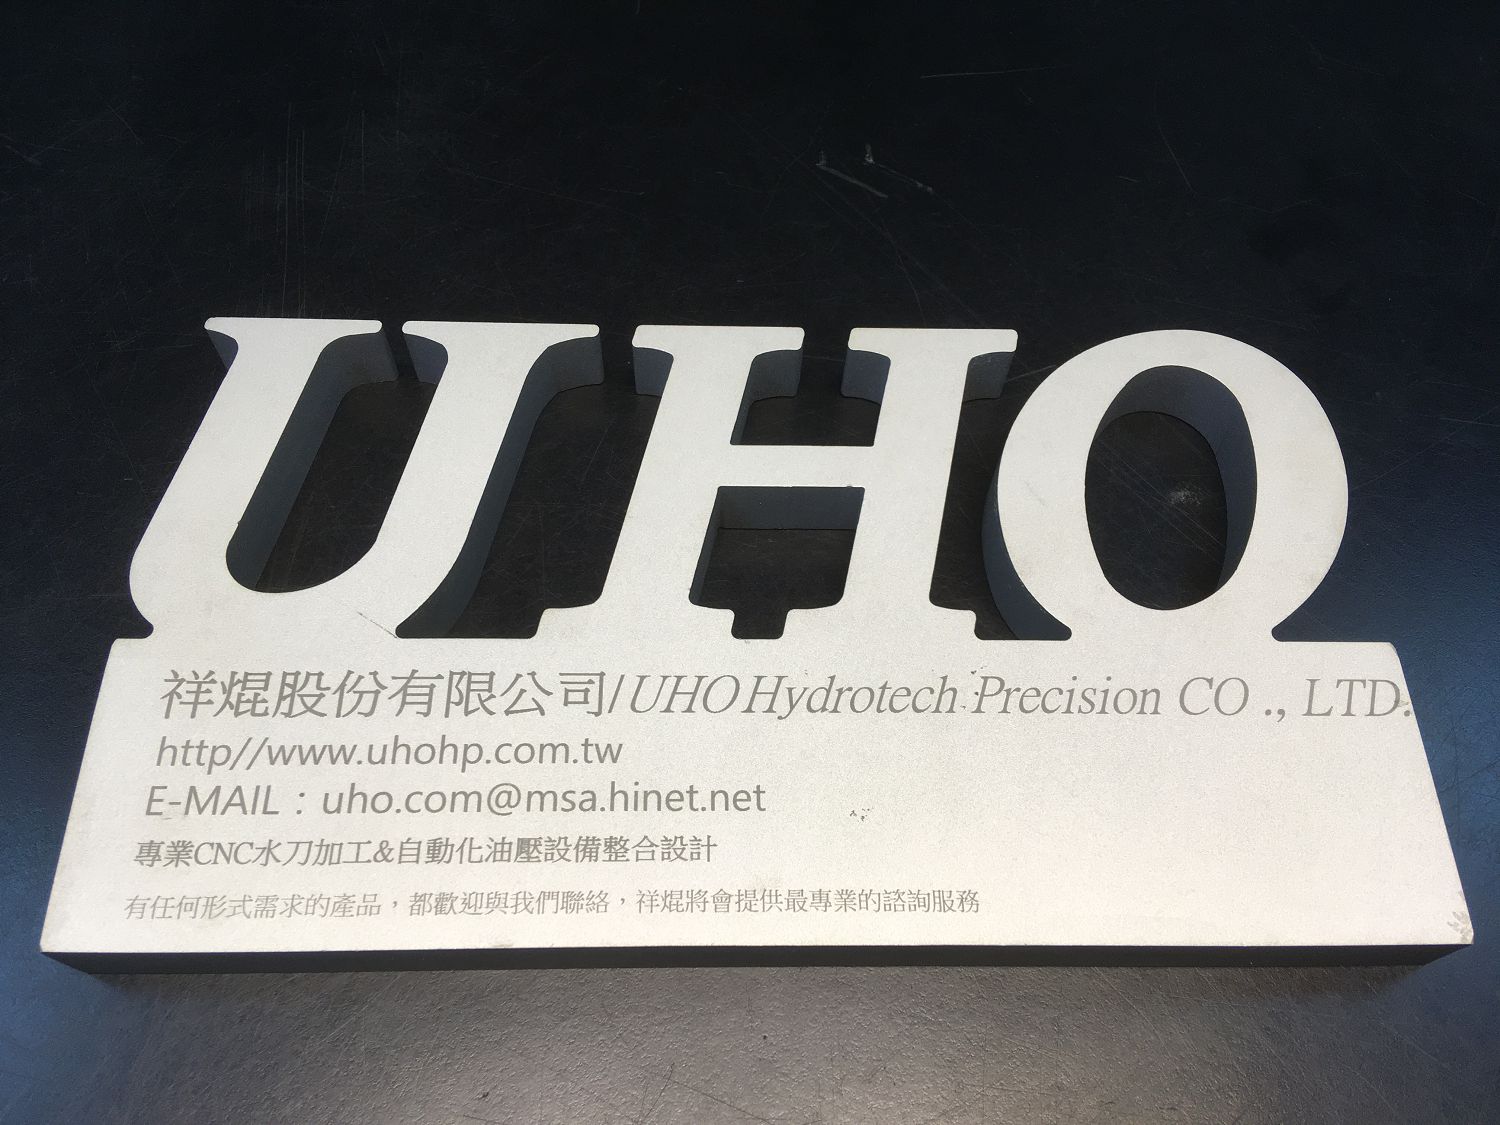 UHO
祥焜股份有限公司/UHO Hydrotech Precision CO ., LTD.
http//www.uhohp.com.tw
E-MAIL：uho.com@msa.hinet.net
專業CNC水刀加工&自動化油壓設備整合設計
有任何形式需求的產品，都歡迎與我們聯絡，祥焜將會提供最專業的諮詢服務